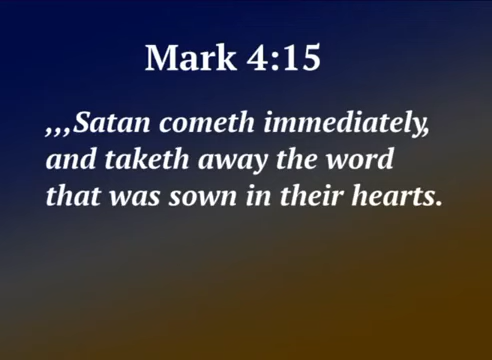 Mark 4:15
,,,Satan cometh immediately,
and taketh away the word
that was sown in their hearts.